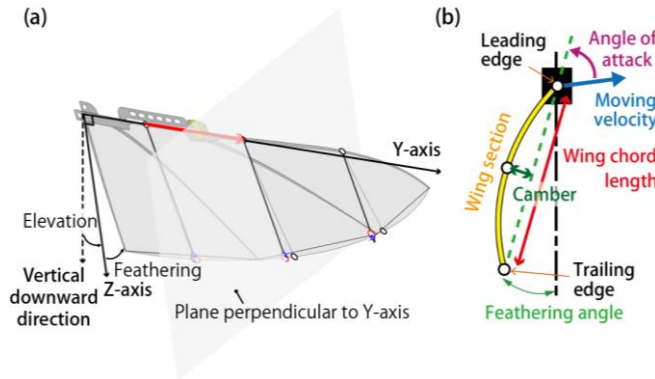 (a)
Y-axis
Elevation
Feathering
Vertical
downward
direction
Z-axis
Plane perpendicular to Y-axis
(b)
Leading
edge
Angle of
attack
Moving
velocity
Wing section
Wing chord
length
Camber
Trailing
edge
Feathering angle